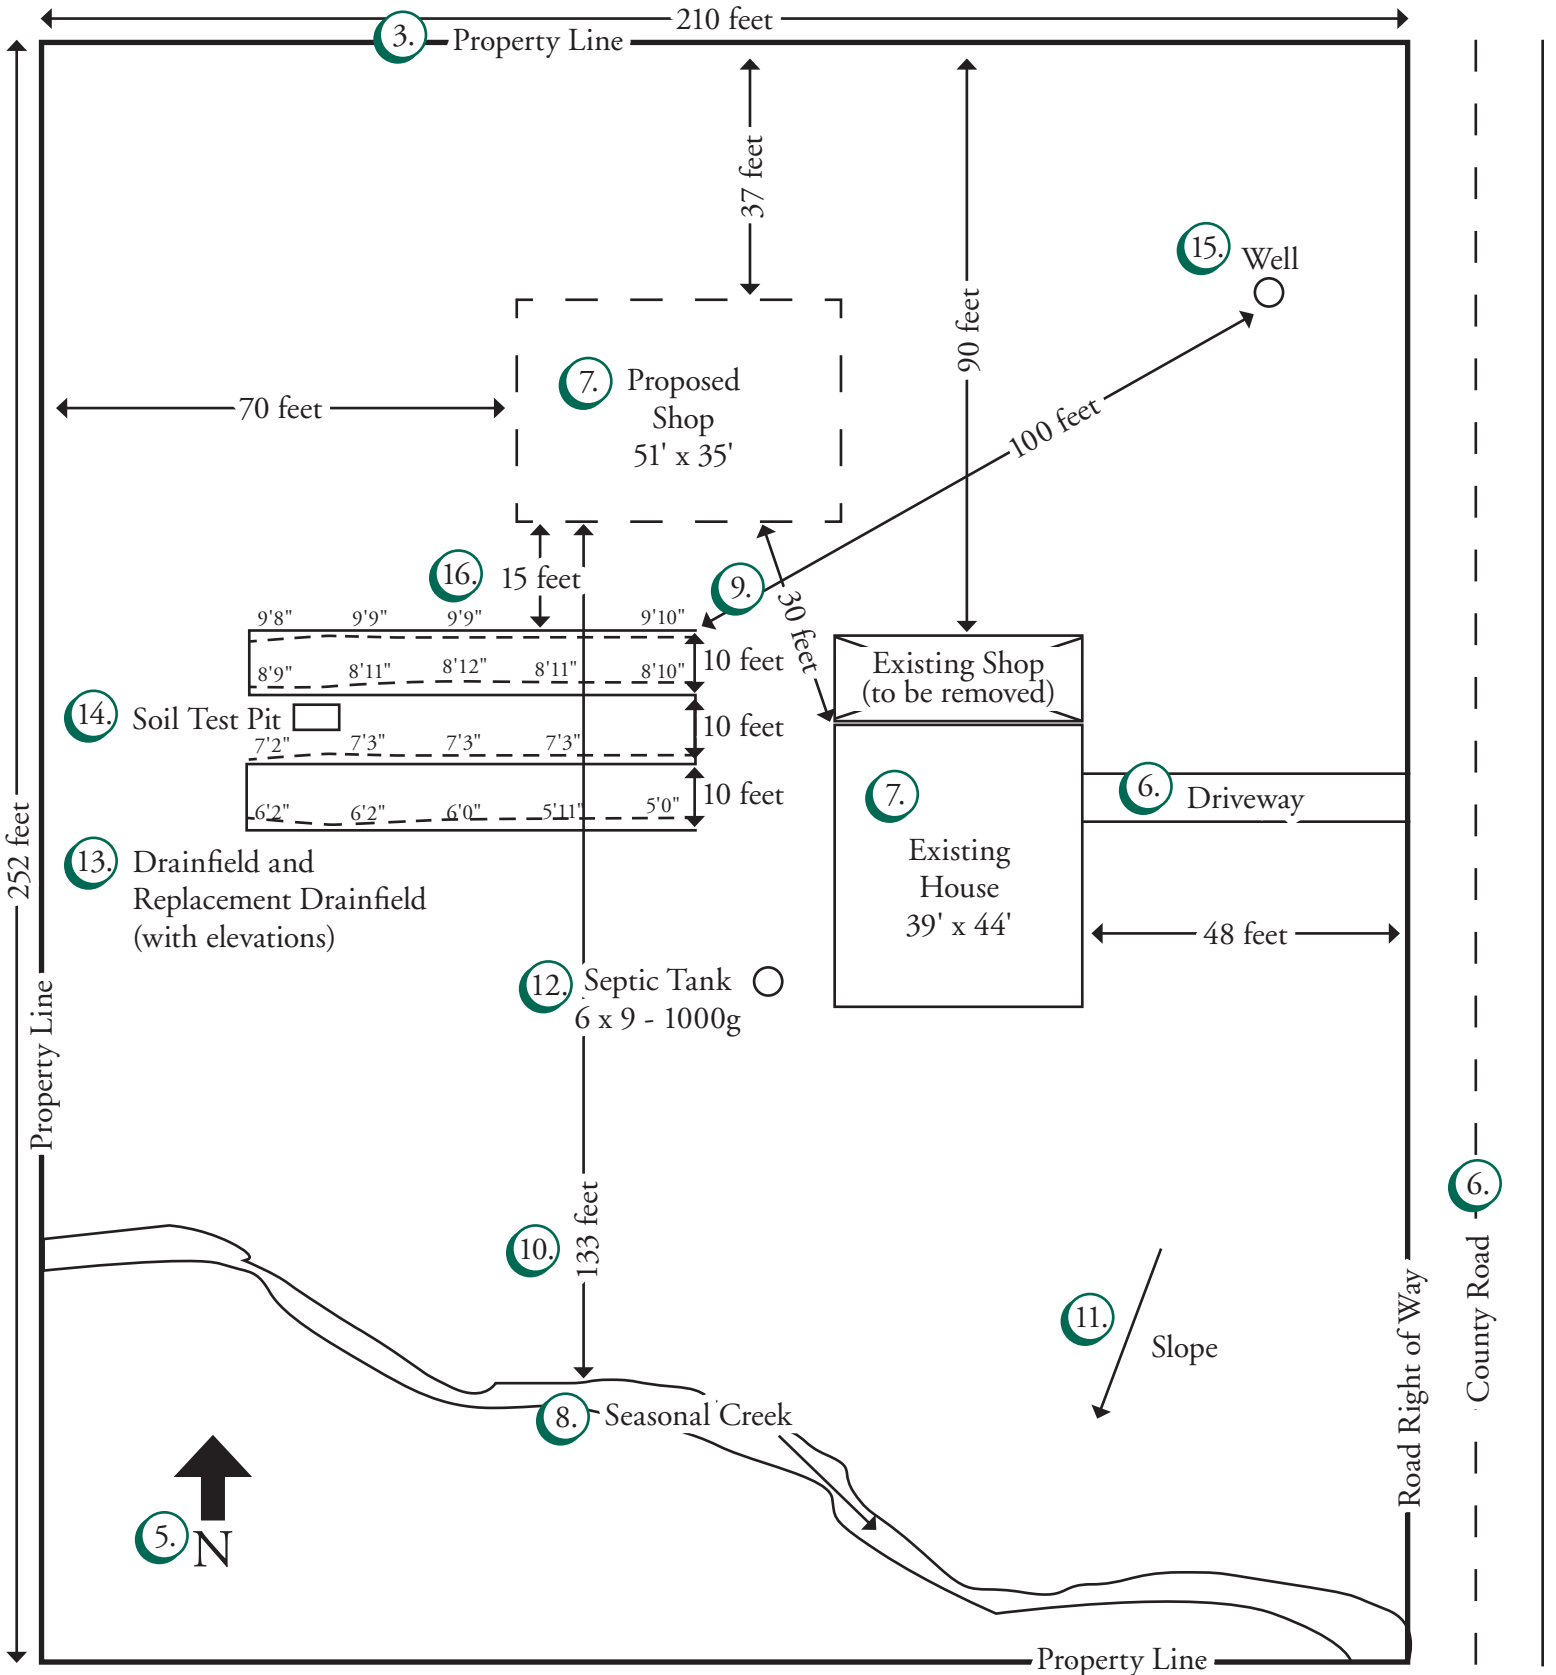 210 feet
3. Property Line
37 feet
90 feet
15. Well
7. Proposed
Shop
51' x 35'
70 feet
100 feet
16. 15 feet
9.
30 feet
9'8" 9'9" 9'9" 9'10"
10 feet
8'9" 8'11" 8'12" 8'11" 8'10"
Existing Shop
(to be removed)
14. Soil Test Pit
10 feet
7'2" 7'3" 7'3" 7'3"
10 feet
6'2" 6'2" 6'0" 5'11" 5'0"
7.
Existing
House
39' x 44'
6. Driveway
48 feet
252 feet
13. Drainfield and
Replacement Drainfield
(with elevations)
12. Septic Tank
6 x 9 - 1000g
Property Line
10. 133 feet
6.
County Road
Road Right of Way
11. Slope
8. Seasonal Creek
5. N
Property Line